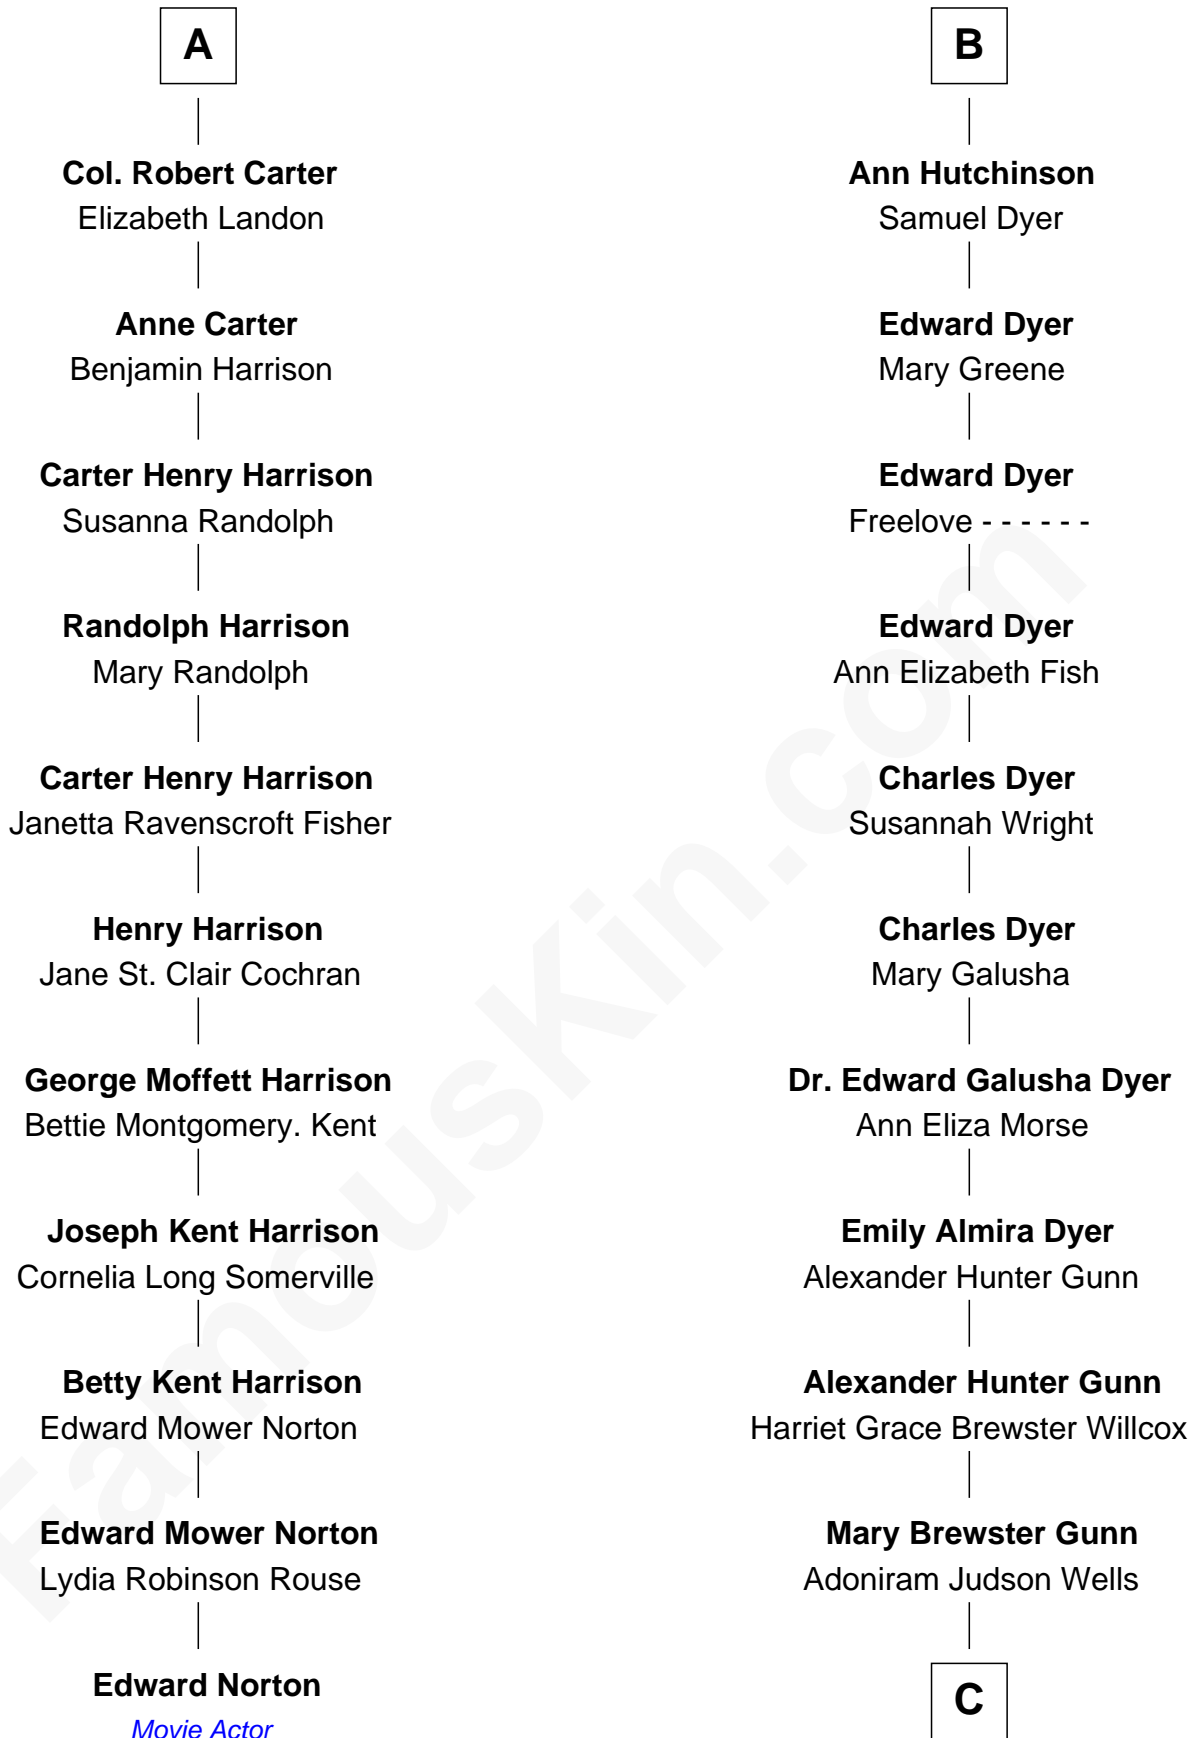 A
Col. Robert Carter
Elizabeth Landon
Anne Carter
Benjamin Harrison
Carter Henry Harrison
Susanna Randolph
Randolph Harrison
Mary Randolph
Carter Henry Harrison
Janetta Ravenscroft Fisher
Henry Harrison
Jane St. Clair Cochran
George Moffett Harrison
Bettie Montgomery. Kent
Joseph Kent Harrison
Cornelia Long Somerville
Betty Kent Harrison
Edward Mower Norton
Edward Mower Norton
Lydia Robinson Rouse
Edward Norton
Movie Actor
B
Ann Hutchinson
Samuel Dyer
Edward Dyer
Mary Greene
Edward Dyer
Freelove - - - - - -
Edward Dyer
Ann Elizabeth Fish
Charles Dyer
Susannah Wright
Charles Dyer
Mary Galusha
Dr. Edward Galusha Dyer
Ann Eliza Morse
Emily Almira Dyer
Alexander Hunter Gunn
Alexander Hunter Gunn
Harriet Grace Brewster Willcox
Mary Brewster Gunn
Adoniram Judson Wells
C
FamousKin.com